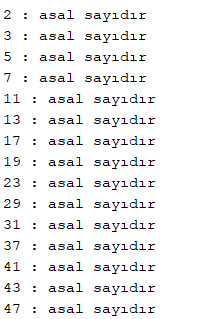 2 : asal sayıdır
3 : asal sayıdır
5 : asal sayıdır
7 : asal sayıdır
11 : asal sayıdır
13 : asal sayıdır
17 : asal sayıdır
19 : asal sayıdır
23 : asal sayıdır
29 : asal sayıdır
31 : asal sayıdır
37 : asal sayıdır
41 : asal sayıdır
43 : asal sayıdır
47 : asal sayıdır